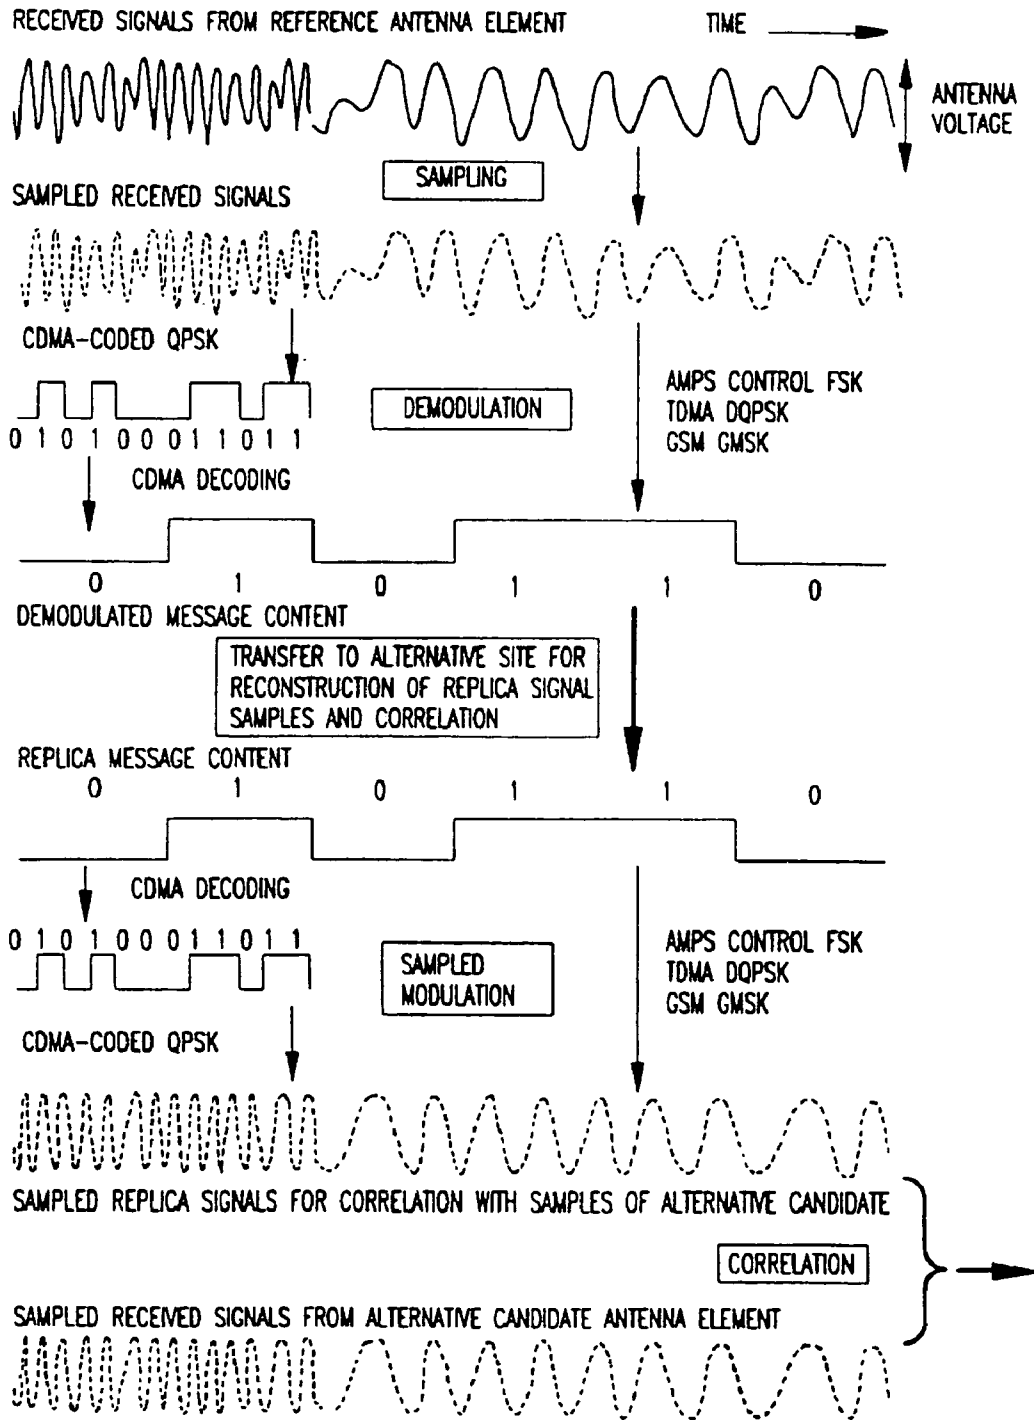 RECEIVED SIGNALS FROM REFERENCE ANTENNA ELEMENT
TIME
ANTENNA
VOLTAGE
SAMPLING
SAMPLED RECEIVED SIGNALS
CDMA-CODED QPSK
AMPS CONTROL FSK
TDMA DQPSK
GSM GMSK
DEMODULATION
0 1 0 1 0 0 0 1 1 0 1 1
CDMA DECODING
0 1 0 1 1 0
DEMODULATED MESSAGE CONTENT
TRANSFER TO ALTERNATIVE SITE FOR
RECONSTRUCTION OF REPLICA SIGNAL
SAMPLES AND CORRELATION
REPLICA MESSAGE CONTENT
0 1 0 1 1 0
CDMA DECODING
0 1 0 1 0 0 0 1 1 0 1 1
AMPS CONTROL FSK
TDMA DQPSK
GSM GMSK
SAMPLED
MODULATION
CDMA-CODED QPSK
SAMPLED REPLICA SIGNALS FOR CORRELATION WITH SAMPLES OF ALTERNATIVE CANDIDATE
CORRELATION
SAMPLED RECEIVED SIGNALS FROM ALTERNATIVE CANDIDATE ANTENNA ELEMENT